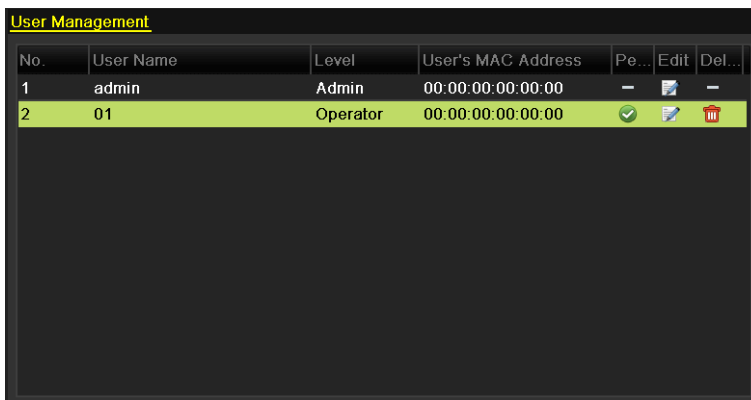 User Management
No. User Name Level User's MAC Address Pe... Edit Del...
1 admin Admin 00:00:00:00:00:00 – –
2 01 Operator 00:00:00:00:00:00